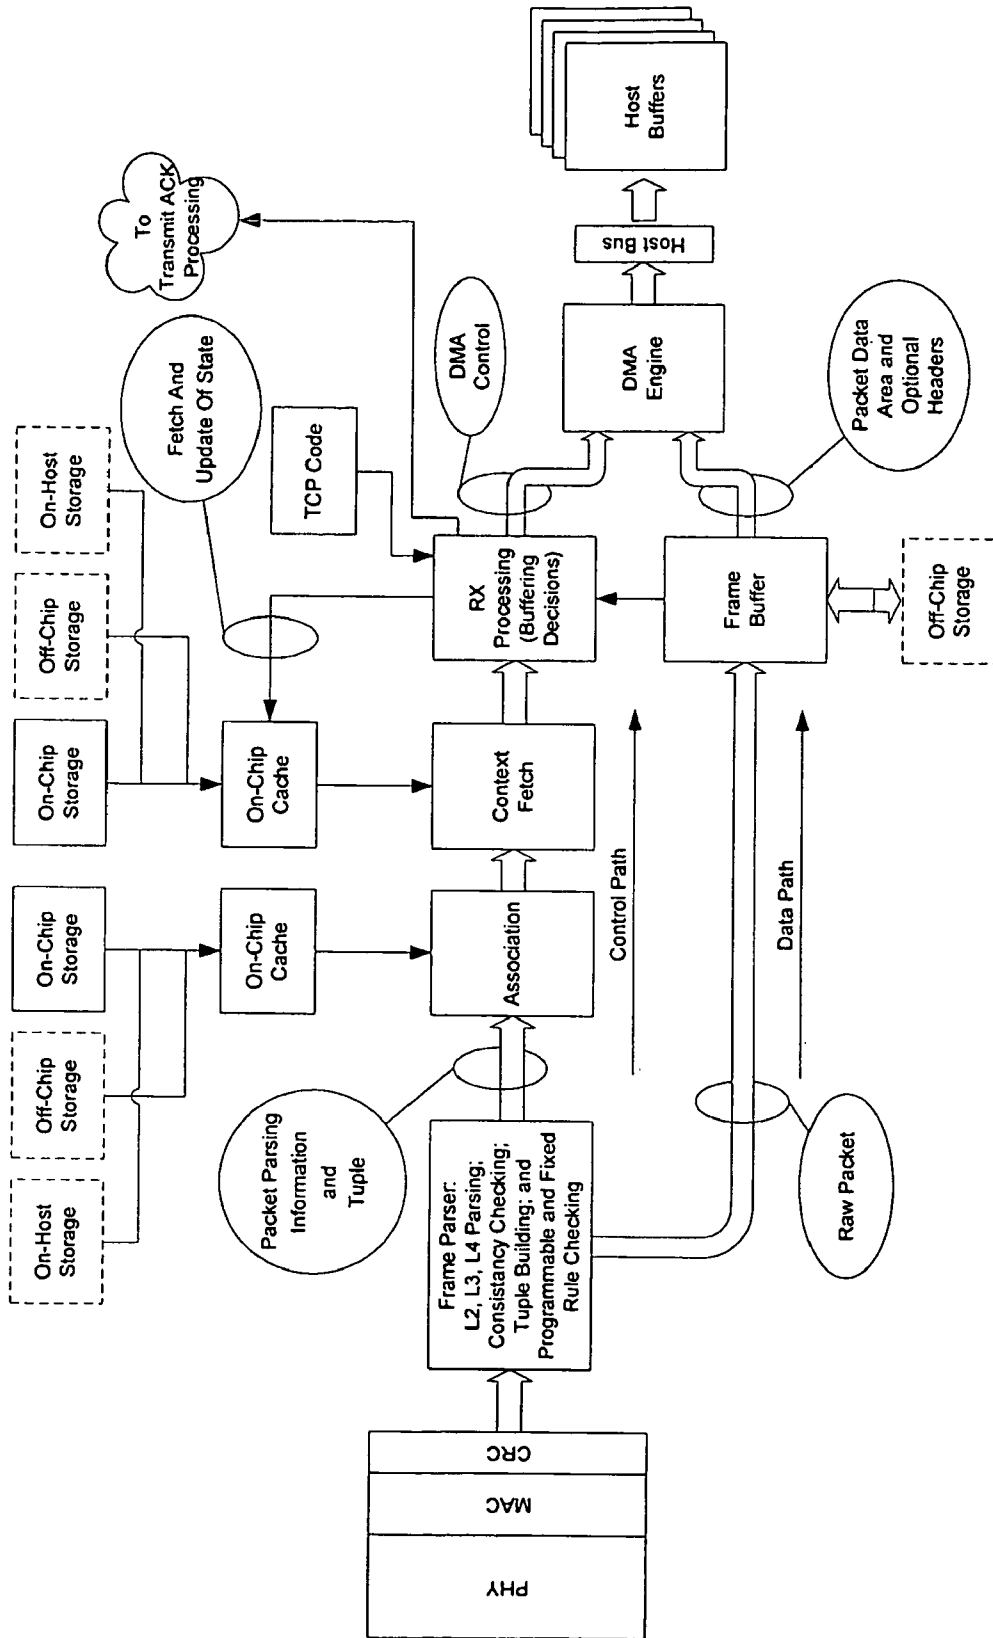 On-Host
Storage
Off-Chip
Storage
On-Chip
Storage
On-Chip
Storage
Off-Chip
Storage
On-Host
Storage
Fetch And
Update Of State
To
Transmit ACK
Processing
On-Chip
Cache
On-Chip
Cache
TCP Code
DMA
Control
Packet Parsing
Information
and
Tuple
PHY
MAC
CRC
Frame Parser:
L2, L3, L4 Parsing;
Consistancy Checking;
Tuple Building; and
Programmable and Fixed
Rule Checking
Association
Context
Fetch
RX
Processing
(Buffering
Decisions)
DMA
Engine
Host Bus
Host
Buffers
Control Path
Data Path
Raw Packet
Frame
Buffer
Packet Data
Area and
Optional
Headers
Off-Chip
Storage